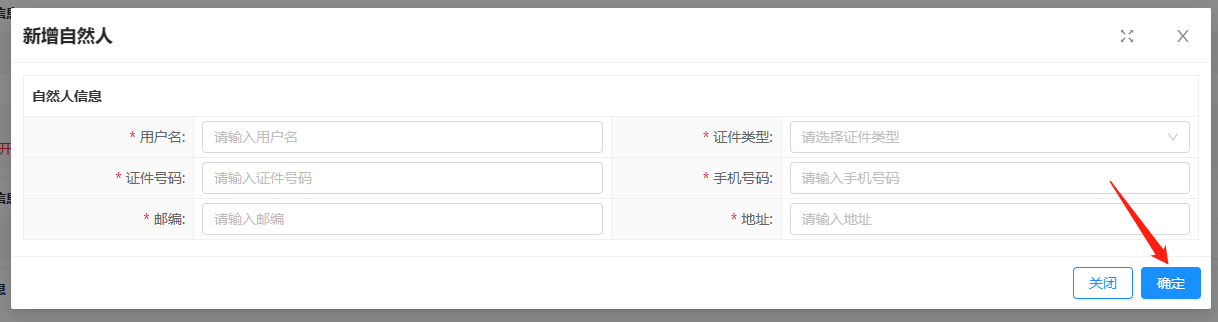 新增自然人
自然人信息
* 用户名: 请输入用户名 * 证件类型: 请选择证件类型
* 证件号码: 请输入证件号码 * 手机号码: 请输入手机号码
* 邮编: 请输入邮编 * 地址: 请输入地址
关闭 确定